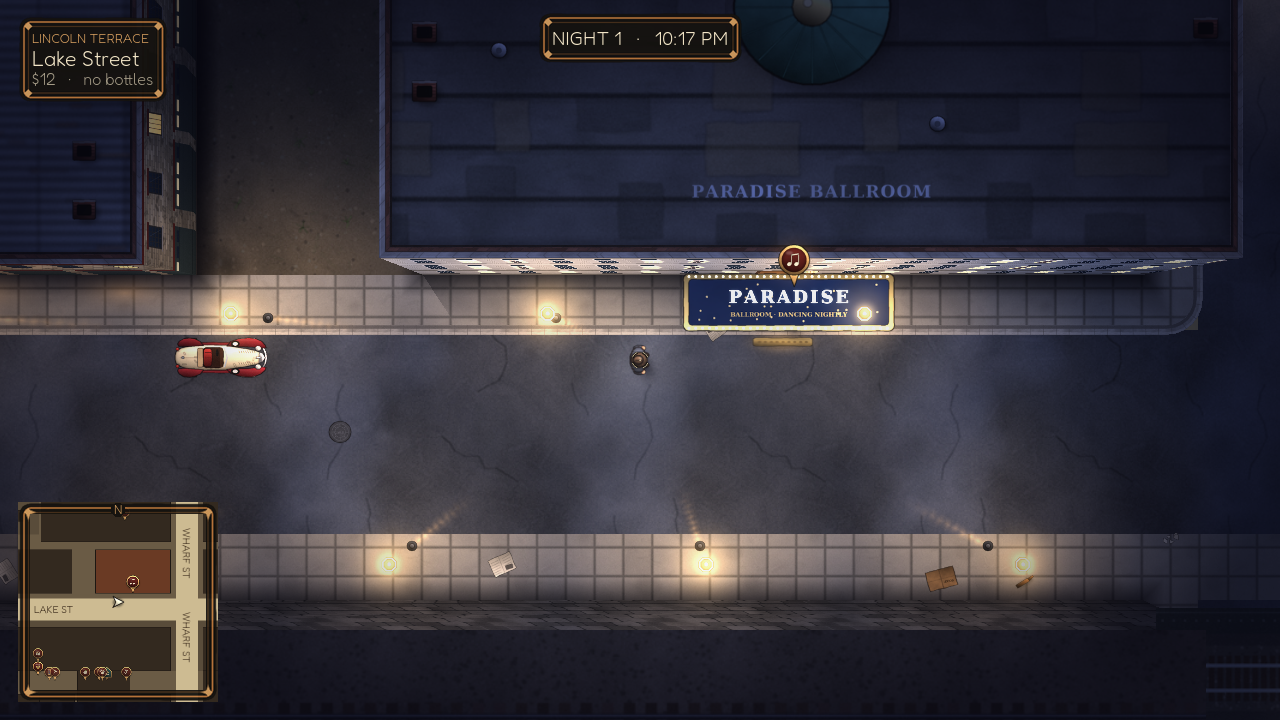 LINCOLN TERRACE
Lake Street
$12 · no bottles
NIGHT 1 · 10:17 PM
PARADISE BALLROOM
PARADISE
BALLROOM · DANCING NIGHTLY
N
WHARF ST
LAKE ST
WHARF ST